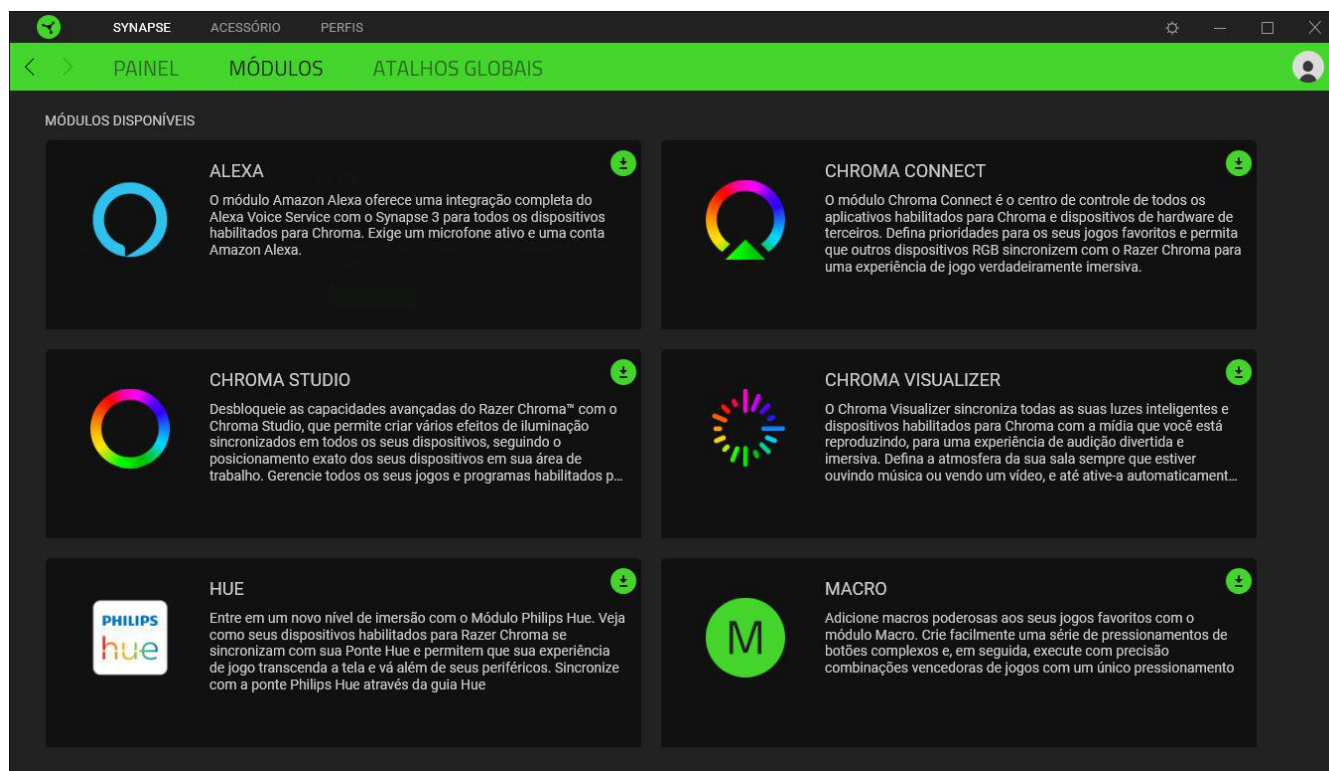 SYNAPSE ACESSÓRIO PERFIS
PAINEL MÓDULOS ATALHOS GLOBAIS
MÓDULOS DISPONÍVEIS
ALEXA
O módulo Amazon Alexa oferece uma integração completa do
Alexa Voice Service com o Synapse 3 para todos os dispositivos
habilitados para Chroma. Exige um microfone ativo e uma conta
Amazon Alexa.
CHROMA CONNECT
O módulo Chroma Connect é o centro de controle de todos os
aplicativos habilitados para Chroma e dispositivos de hardware de
terceiros. Defina prioridades para os seus jogos favoritos e permita
que outros dispositivos RGB sincronizem com o Razer Chroma para
uma experiência de jogo verdadeiramente imersiva.
CHROMA STUDIO
Desbloqueie as capacidades avançadas do Razer Chroma™ com o
Chroma Studio, que permite criar vários efeitos de iluminação
sincronizados em todos os seus dispositivos, seguindo o
posicionamento exato dos seus dispositivos em sua área de
trabalho. Gerencie todos os seus jogos e programas habilitados p...
CHROMA VISUALIZER
O Chroma Visualizer sincroniza todas as suas luzes inteligentes e
dispositivos habilitados para Chroma com a mídia que você está
reproduzindo, para uma experiência de audição divertida e
imersiva. Defina a atmosfera da sua sala sempre que estiver
ouvindo música ou vendo um vídeo, e até ative-a automaticament...
PHILIPS
hue
HUE
Entre em um novo nível de imersão com o Módulo Philips Hue. Veja
como seus dispositivos habilitados para Razer Chroma se
sincronizam com sua Ponte Hue e permitem que sua experiência
de jogo transcenda a tela e vá além de seus periféricos. Sincronize
com a ponte Philips Hue através da guia Hue
M
MACRO
Adicione macros poderosas aos seus jogos favoritos com o
módulo Macro. Crie facilmente uma série de pressionamentos de
botões complexos e, em seguida, execute com precisão
combinações vencedoras de jogos com um único pressionamento